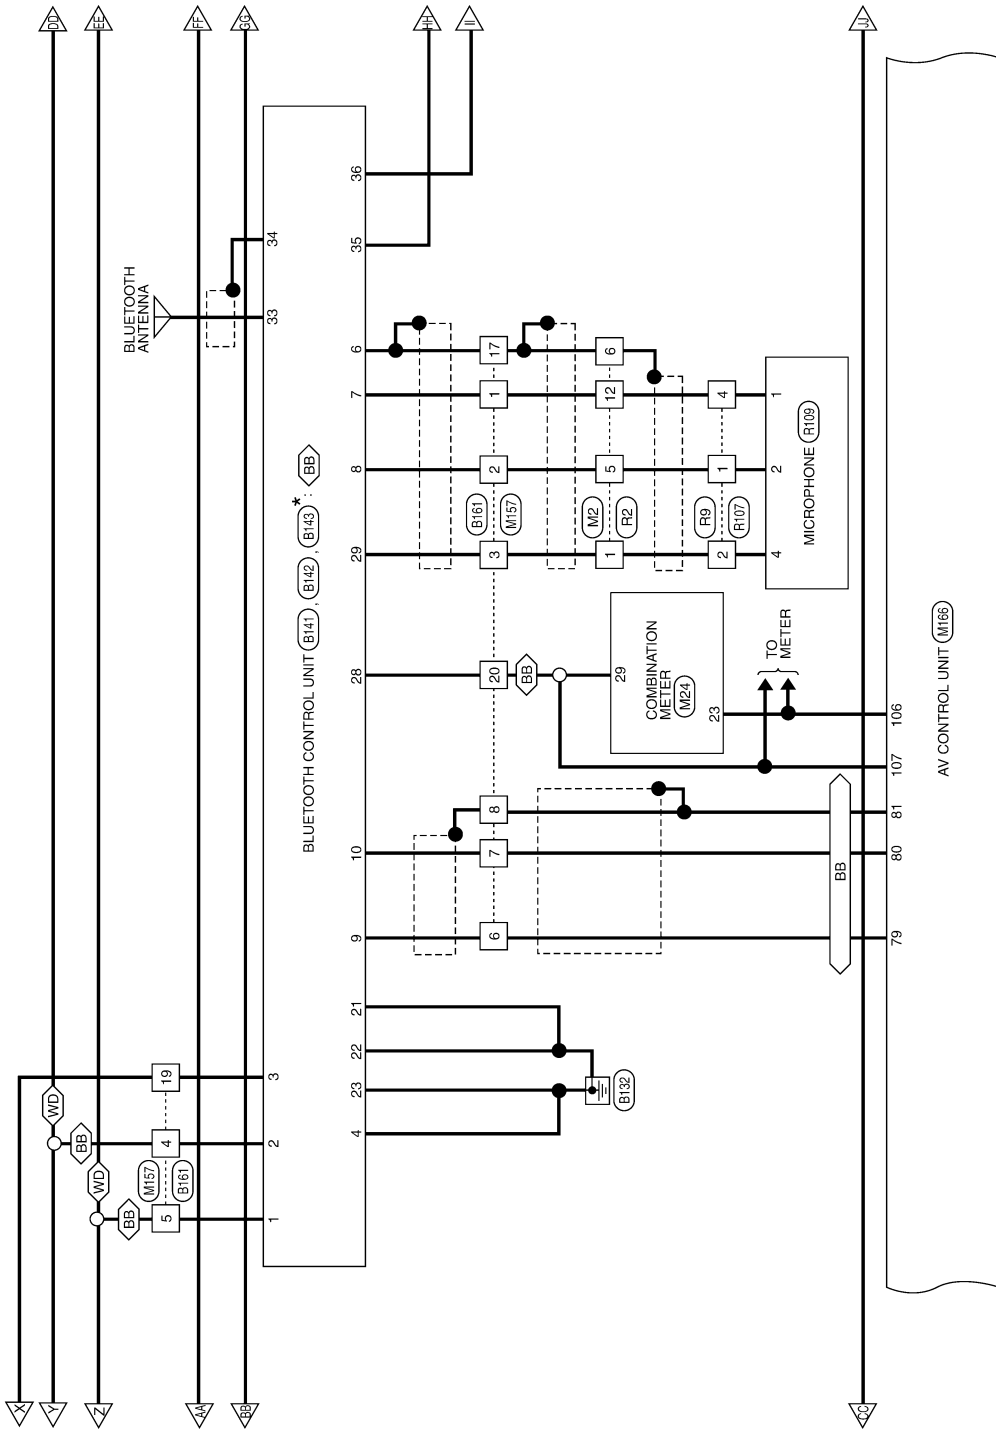 DD
EE
FF
GG
HH
II
JJ
BLUETOOTH
ANTENNA
36
35
34
33
6
7
8
29
28
10
9
21
22
23
4
3
2
1
BLUETOOTH CONTROL UNIT B141 , B142 , B143 * : BB
17
1
2
3
20
8
7
6
B161
M157
6
12
5
1
M2
R2
4
1
2
R9
R107
1
2
4
MICROPHONE R109
BB
29
COMBINATION
METER
M24
23
TO
METER
106
107
81
80
79
BB
AV CONTROL UNIT M166
B132
19
4
5
M157
B161
WD
BB
WD
BB
X
Y
Z
AA
BB
CC